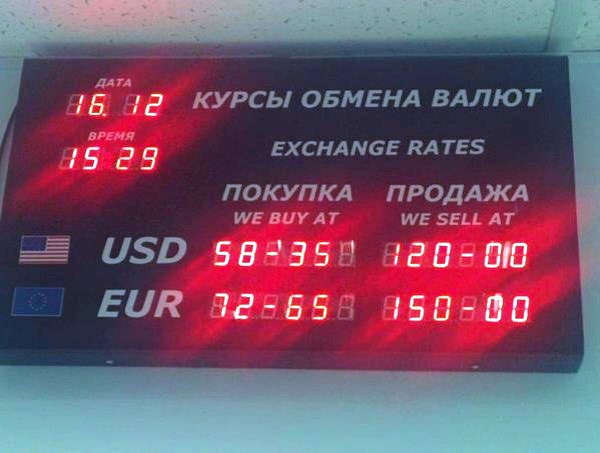 ДАТА
16.12
КУРСЫ ОБМЕНА ВАЛЮТ
ВРЕМЯ
15 29
EXCHANGE RATES
ПОКУПКА ПРОДАЖА
WE BUY AT WE SELL AT
USD 58-35 120-00
EUR 72 65 150-00